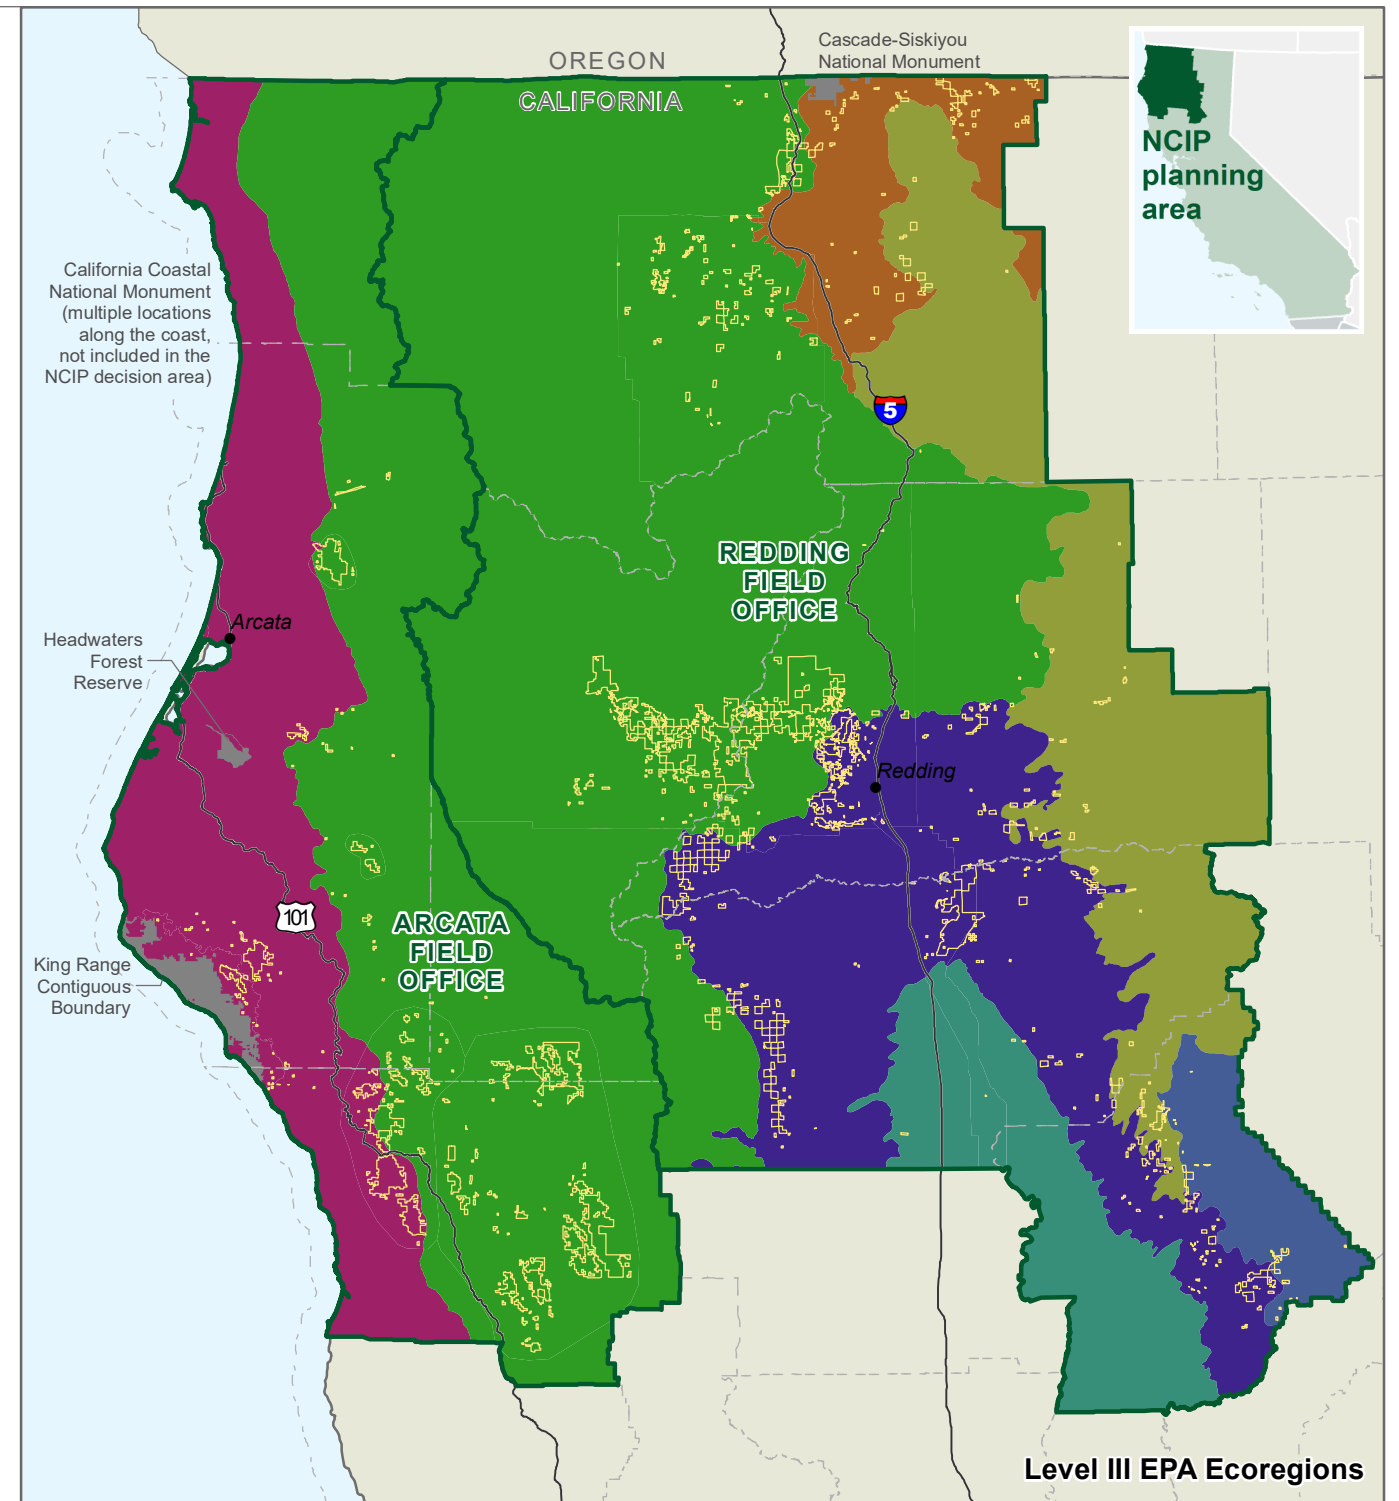 OREGON
CALIFORNIA
Cascade-Siskiyou
National Monument
NCIP
planning
area
California Coastal
National Monument
(multiple locations
along the coast,
not included in the
NCIP decision area)
5
REDDING
FIELD
OFFICE
Arcata
Headwaters
Forest
Reserve
Redding
101
ARCATA
FIELD
OFFICE
King Range
Contiguous
Boundary
Level III EPA Ecoregions